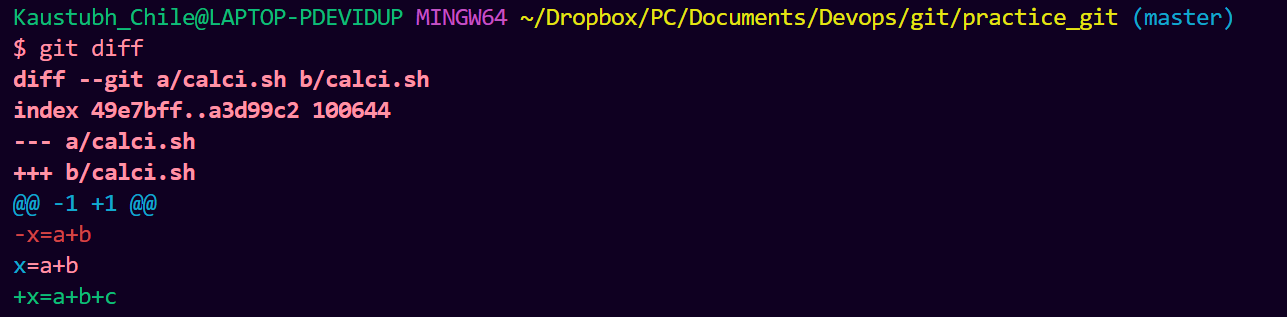 Kaustubh_Chile@LAPTOP-PDEVIDUP MINGW64 ~/Dropbox/PC/Documents/Devops/git/practice_git (master)
$ git diff
diff --git a/calci.sh b/calci.sh
index 49e7bff..a3d99c2 100644
--- a/calci.sh
+++ b/calci.sh
@@ -1 +1 @@
-x=a+b
x=a+b
+x=a+b+c